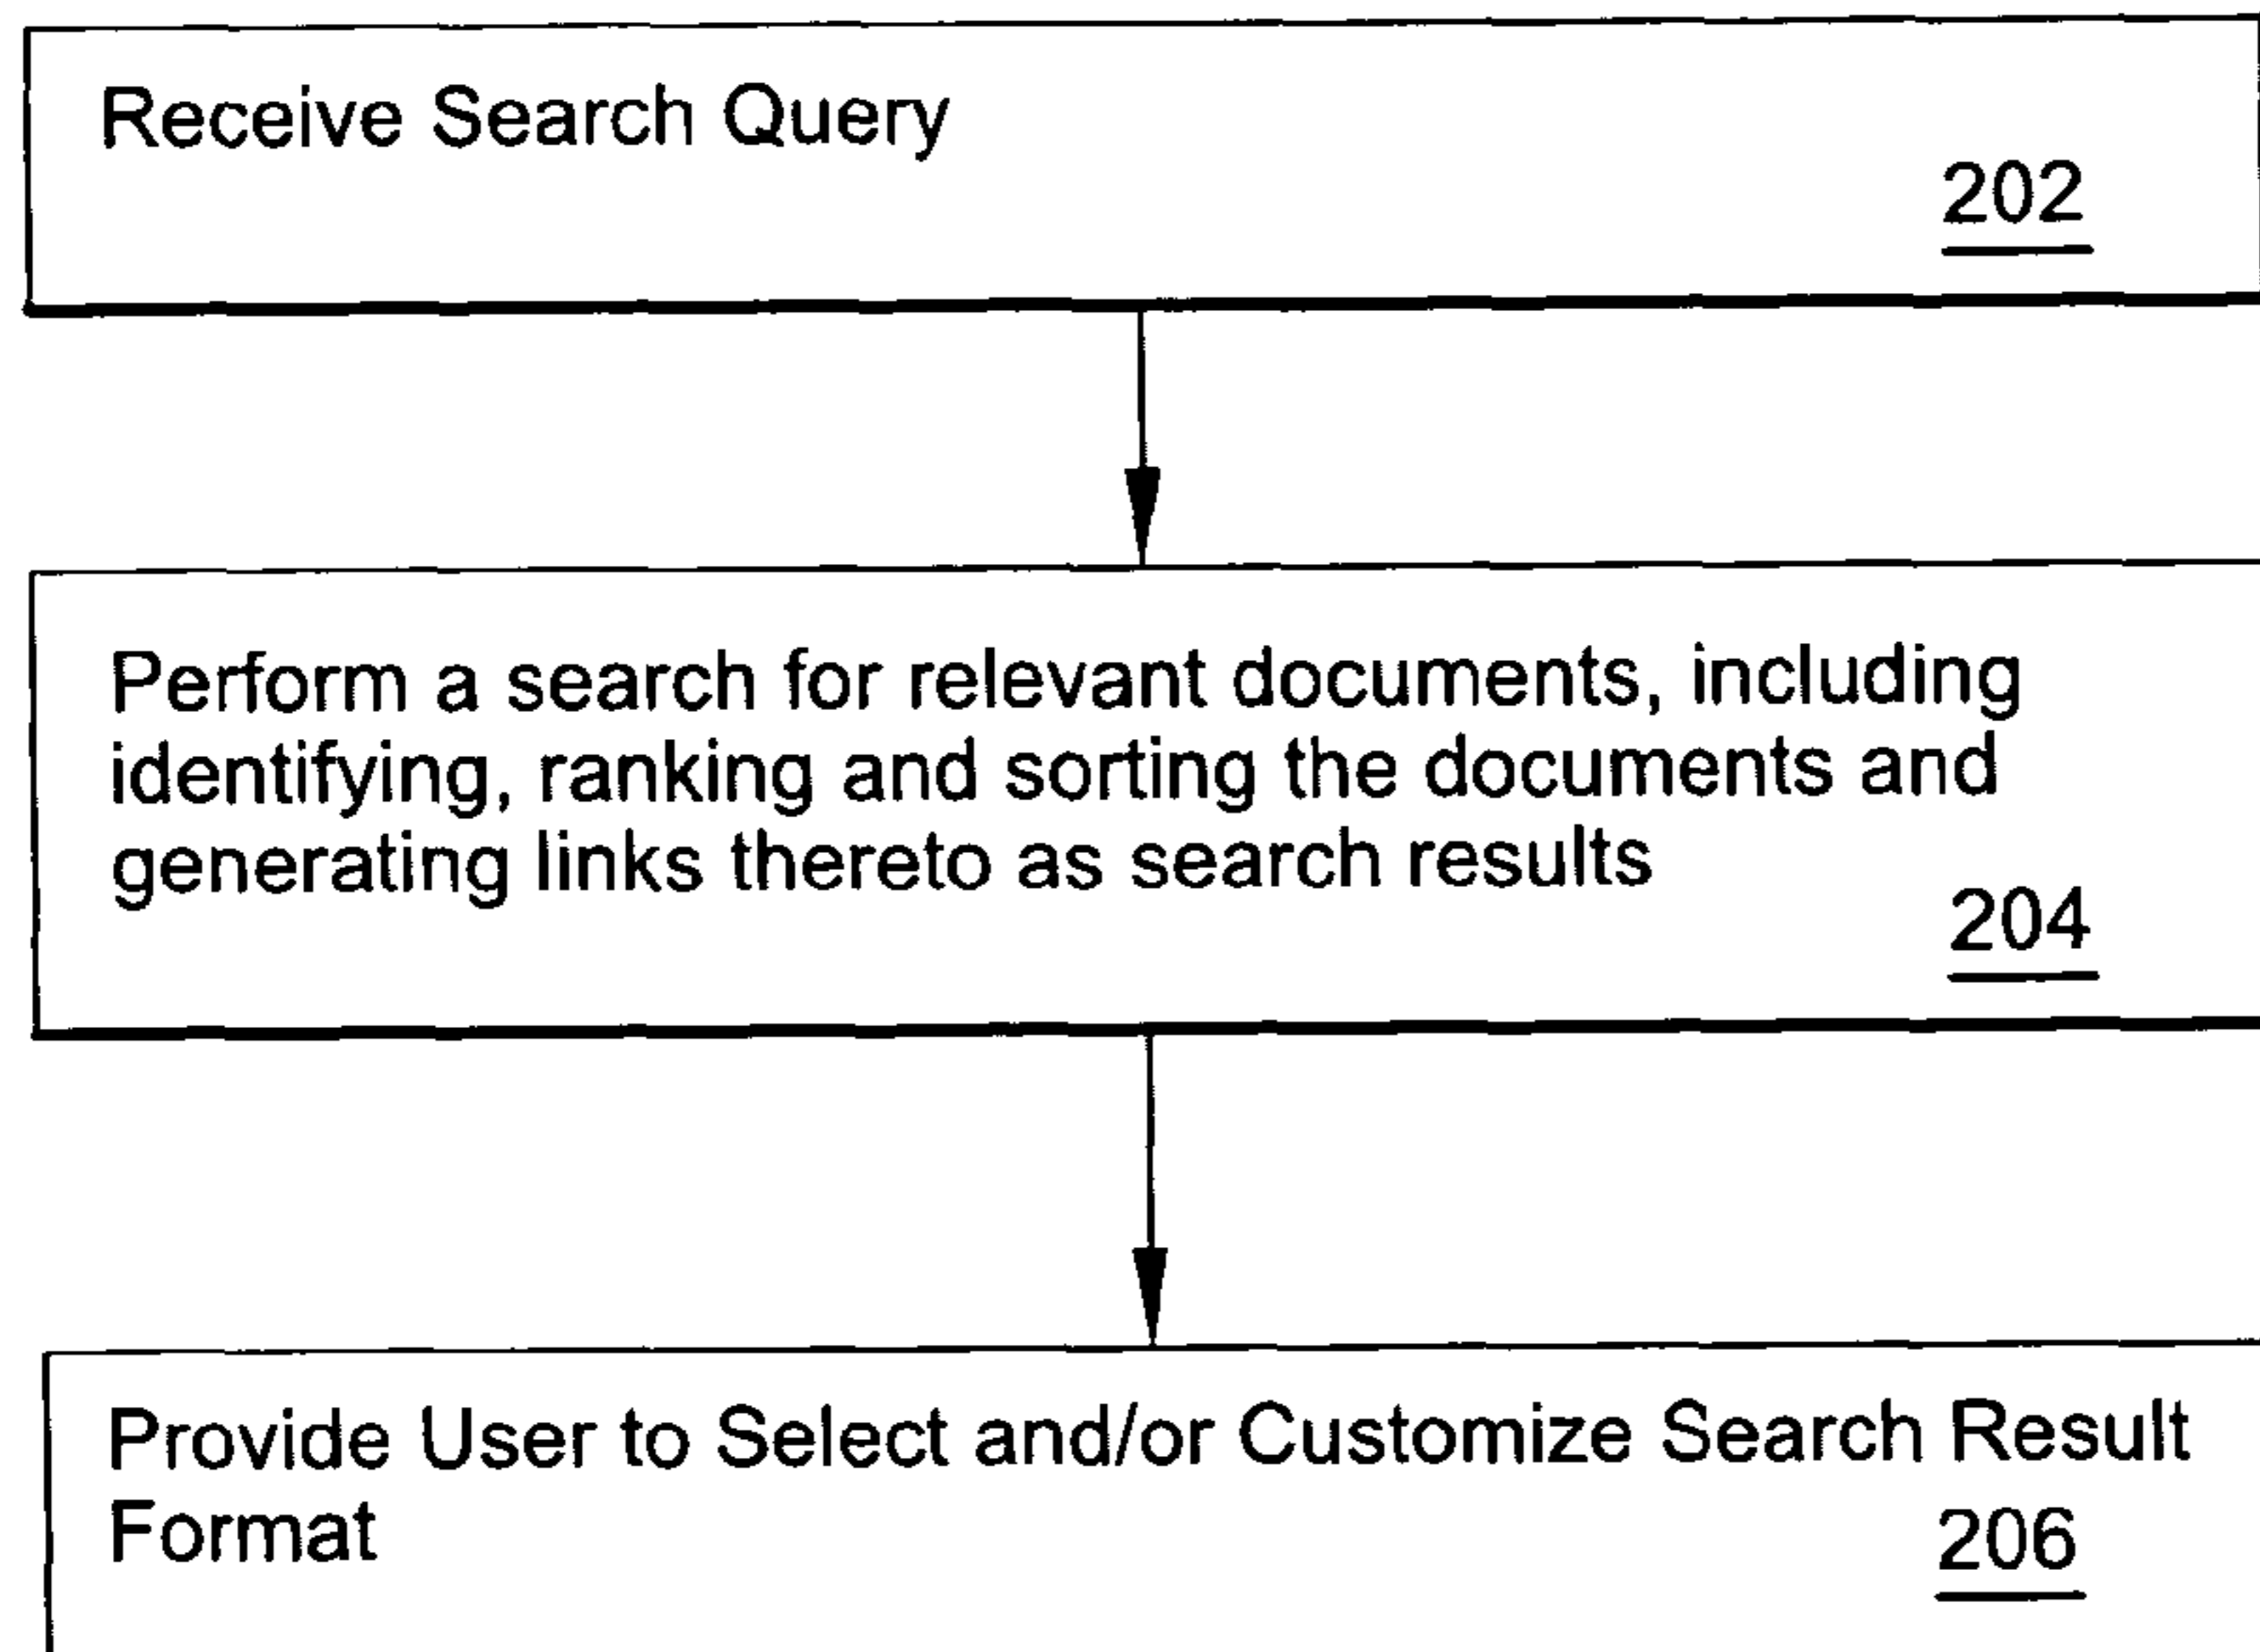 Receive Search Query
202
Perform a search for relevant documents, including
identifying, ranking and sorting the documents and
generating links thereto as search results
204
Provide User to Select and/or Customize Search Result
Format
206